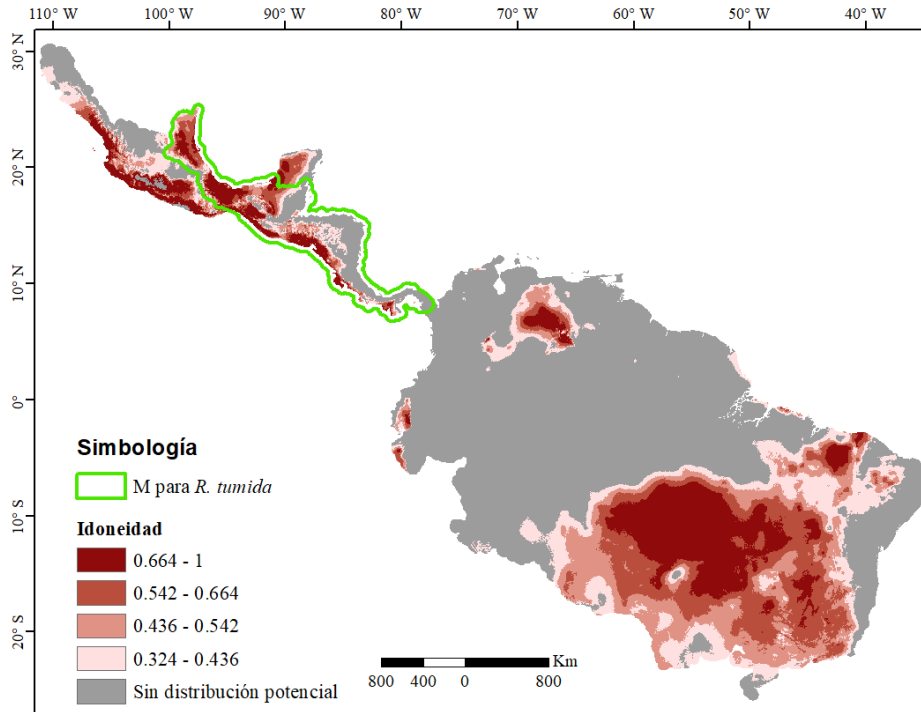 110° W 100° W 90° W 80° W 70° W 60° W 50° W 40° W
30° N
20° N
10° N
0°
10° S
20° S
Simbología
M para R. tumida
Idoneidad
0.664 - 1
0.542 - 0.664
0.436 - 0.542
0.324 - 0.436
Sin distribución potencial
Km
800 400 0 800